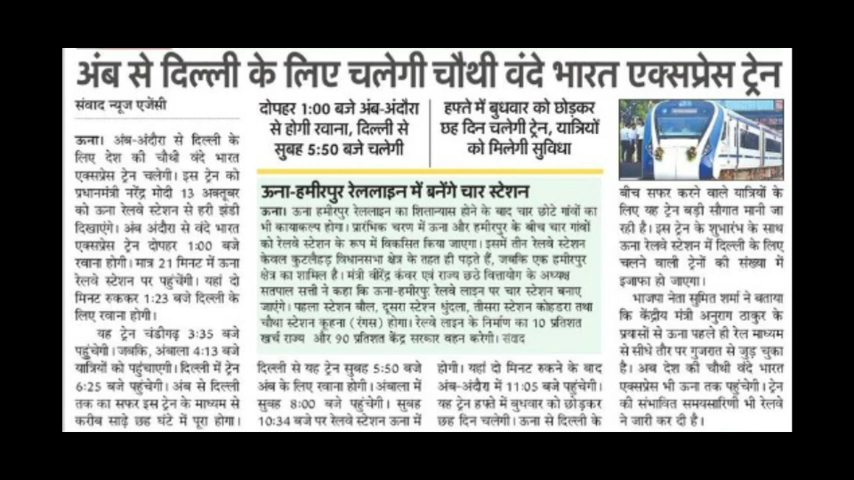 अंब से दिल्ली के लिए चलेगी चौथी वंदे भारत एक्सप्रेस ट्रेन
संवाद न्यूज एजेंसी
ऊना। अंब-अंदौरा से दिल्ली के
लिए देश की चौथी वंदे भारत
एक्सप्रेस ट्रेन चलेगी। इस ट्रेन को
प्रधानमंत्री नरेंद्र मोदी 13 अक्तूबर
को ऊना रेलवे स्टेशन से हरी झंडी
दिखाएंगे। अंब अंदौरा से वंदे भारत
एक्सप्रेस ट्रेन दोपहर 1:00 बजे
रवाना होगी। मात्र 21 मिनट में ऊना
रेलवे स्टेशन पर पहुंचेगी। यहां दो
मिनट रुककर 1:23 बजे दिल्ली के
लिए रवाना होगी।
यह ट्रेन चंडीगढ़ 3:35 बजे
पहुंचेगी। जबकि, अंबाला 4:13 बजे
यात्रियों को पहुंचाएगी। दिल्ली में ट्रेन
6:25 बजे पहुंचेगी। अंब से दिल्ली
तक का सफर इस ट्रेन के माध्यम से
करीब साढ़े छह घंटे में पूरा होगा।
दोपहर 1:00 बजे अंब-अंदौरा
से होगी रवाना, दिल्ली से
सुबह 5:50 बजे चलेगी
हफ्ते में बुधवार को छोड़कर
छह दिन चलेगी ट्रेन, यात्रियों
को मिलेगी सुविधा
ऊना-हमीरपुर रेललाइन में बनेंगे चार स्टेशन
ऊना। ऊना हमीरपुर रेललाइन का शिलान्यास होने के बाद चार छोटे गांवों का
भी कायाकल्प होगा। प्रारंभिक चरण में ऊना और हमीरपुर के बीच चार गांवों
को रेलवे स्टेशन के रूप में विकसित किया जाएगा। इसमें तीन रेलवे स्टेशन
केवल कुटलैहड़ विधानसभा क्षेत्र के तहत ही पड़ते हैं, जबकि एक हमीरपुर
क्षेत्र का शामिल है। मंत्री वीरेंद्र कंवर एवं राज्य छठे वित्तायोग के अध्यक्ष
सतपाल सत्ती ने कहा कि ऊना-हमीरपुर रेलवे लाइन पर चार स्टेशन बनाए
जाएंगे। पहला स्टेशन बौल, दूसरा स्टेशन धुंदला, तीसरा स्टेशन कोहडरा तथा
चौथा स्टेशन कूहना (रंगस) होगा। रेलवे लाइन के निर्माण का 10 प्रतिशत
खर्च राज्य और 90 प्रतिशत केंद्र सरकार वहन करेगी। संवाद
दिल्ली से यह ट्रेन सुबह 5:50 बजे
अंब के लिए रवाना होगी। अंबाला में
सुबह 8:00 बजे पहुंचेगी। सुबह
10:34 बजे पर रेलवे स्टेशन ऊना में
होगी। यहां दो मिनट रुकने के बाद
अंब-अंदौरा में 11:05 बजे पहुंचेगी।
यह ट्रेन हफ्ते में बुधवार को छोड़कर
छह दिन चलेगी। ऊना से दिल्ली के
बीच सफर करने वाले यात्रियों के
लिए यह ट्रेन बड़ी सौगात मानी जा
रही है। इस ट्रेन के शुभारंभ के साथ
ऊना रेलवे स्टेशन में दिल्ली के लिए
चलने वाली ट्रेनों की संख्या में
इजाफा हो जाएगा।
भाजपा नेता सुमित शर्मा ने बताया
कि केंद्रीय मंत्री अनुराग ठाकुर के
प्रयासों से ऊना पहले ही रेल माध्यम
से सीधे तौर पर गुजरात से जुड़ चुका
है। अब देश की चौथी वंदे भारत
एक्सप्रेस भी ऊना तक पहुंचेगी। ट्रेन
की संभावित समयसारिणी भी रेलवे
ने जारी कर दी है।